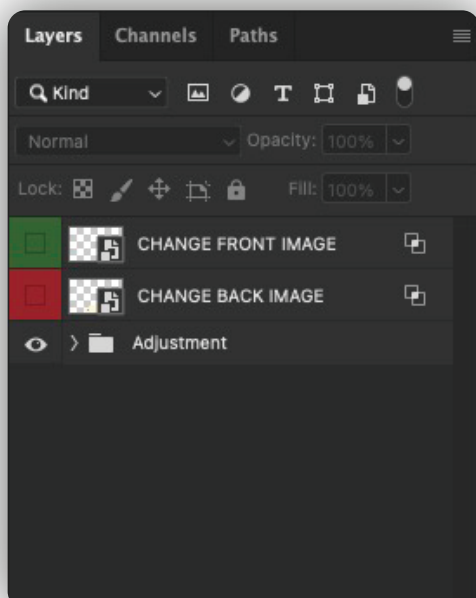 Layers Channels Paths
Kind
Normal Opacity: 100%
Lock: Fill: 100%
CHANGE FRONT IMAGE
CHANGE BACK IMAGE
Adjustment